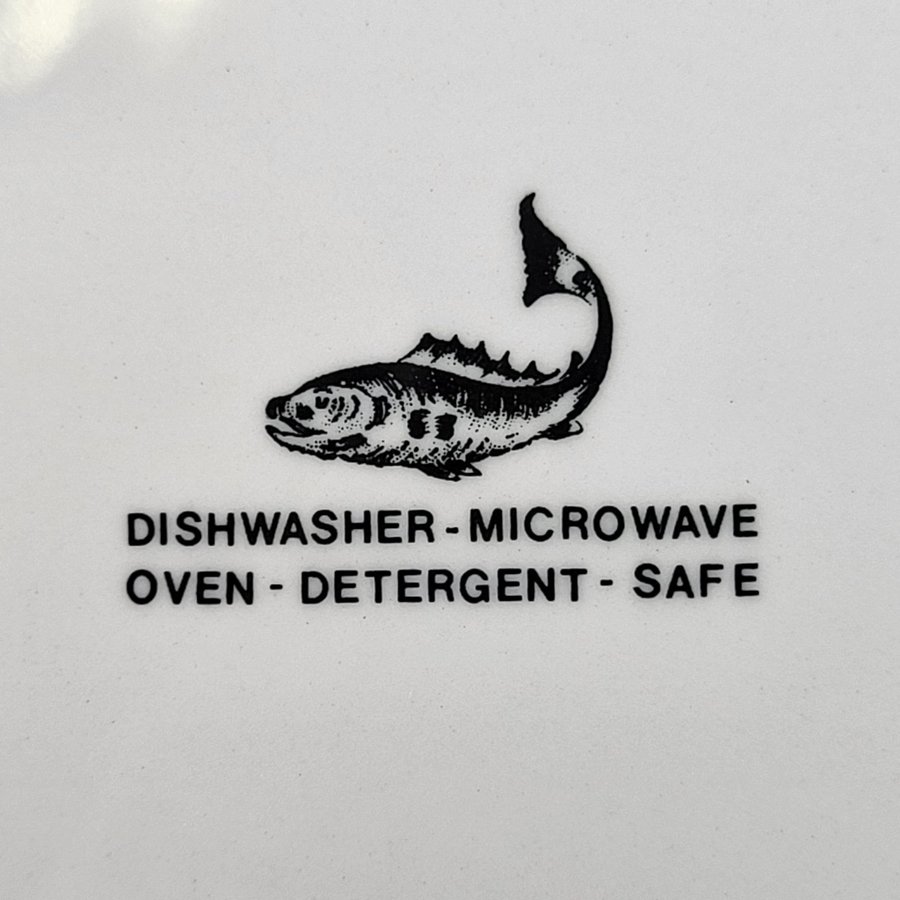 DISHWASHER - MICROWAVE
OVEN - DETERGENT - SAFE